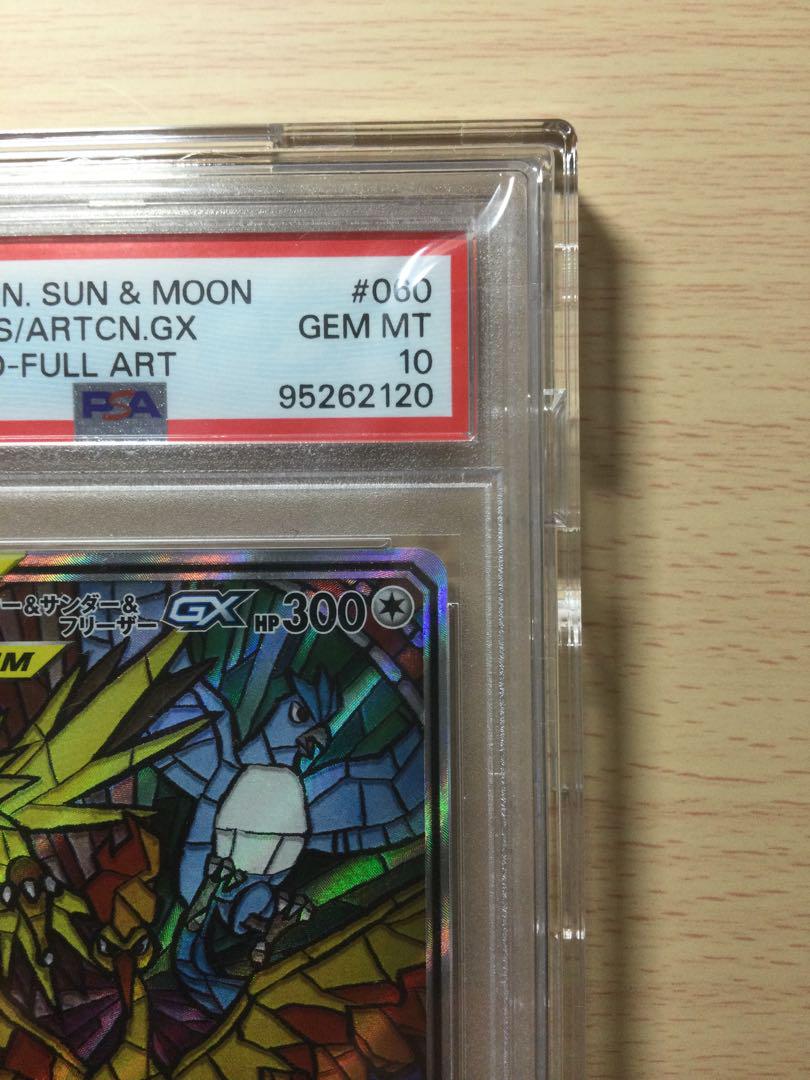 N. SUN & MOON #060
S/ARTCN.GX GEM MT
-FULL ART 10
PSA 95262120
ー&サンダー&
フリーザー GX HP 300
M